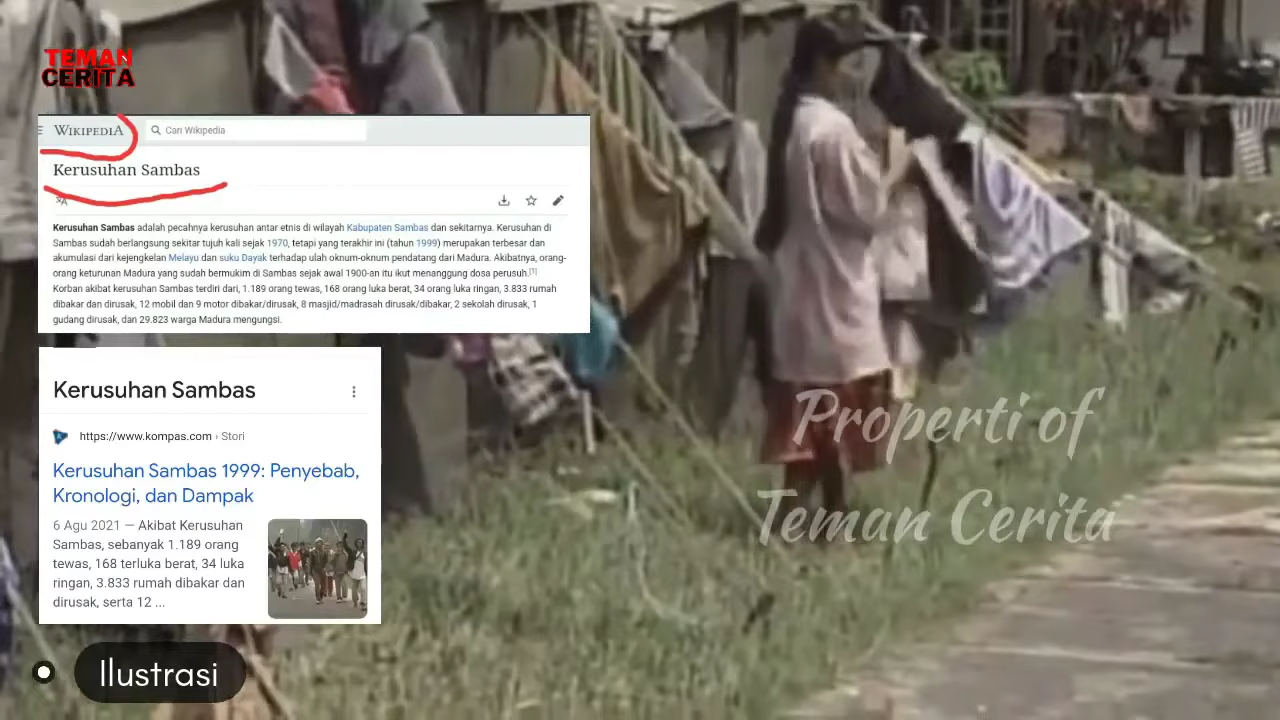 TEMAN
CERITA
WIKIPEDIA
Cari Wikipedia
Kerusuhan Sambas
Kerusuhan Sambas adalah pecahnya kerusuhan antar etnis di wilayah Kabupaten Sambas dan sekitarnya. Kerusuhan di
Sambas sudah berlangsung sekitar tujuh kali sejak 1970, tetapi yang terakhir ini (tahun 1999) merupakan terbesar dan
akumulasi dari kejengkelan Melayu dan suku Dayak terhadap ulah oknum-oknum pendatang dari Madura. Akibatnya, orang-
orang keturunan Madura yang sudah bermukim di Sambas sejak awal 1900-an itu ikut menanggung dosa perusuh.[1]
Korban akibat kerusuhan Sambas terdiri dari, 1.189 orang tewas, 168 orang luka berat, 34 orang luka ringan, 3.833 rumah
dibakar dan dirusak, 12 mobil dan 9 motor dibakar/dirusak, 8 masjid/madrasah dirusak/dibakar, 2 sekolah dirusak, 1
gudang dirusak, dan 29.823 warga Madura mengungsi.
Kerusuhan Sambas
https://www.kompas.com › Stori
Kerusuhan Sambas 1999: Penyebab,
Kronologi, dan Dampak
6 Agu 2021 — Akibat Kerusuhan
Sambas, sebanyak 1.189 orang
tewas, 168 terluka berat, 34 luka
ringan, 3.833 rumah dibakar dan
dirusak, serta 12 ...
Properti of
Teman Cerita
Ilustrasi